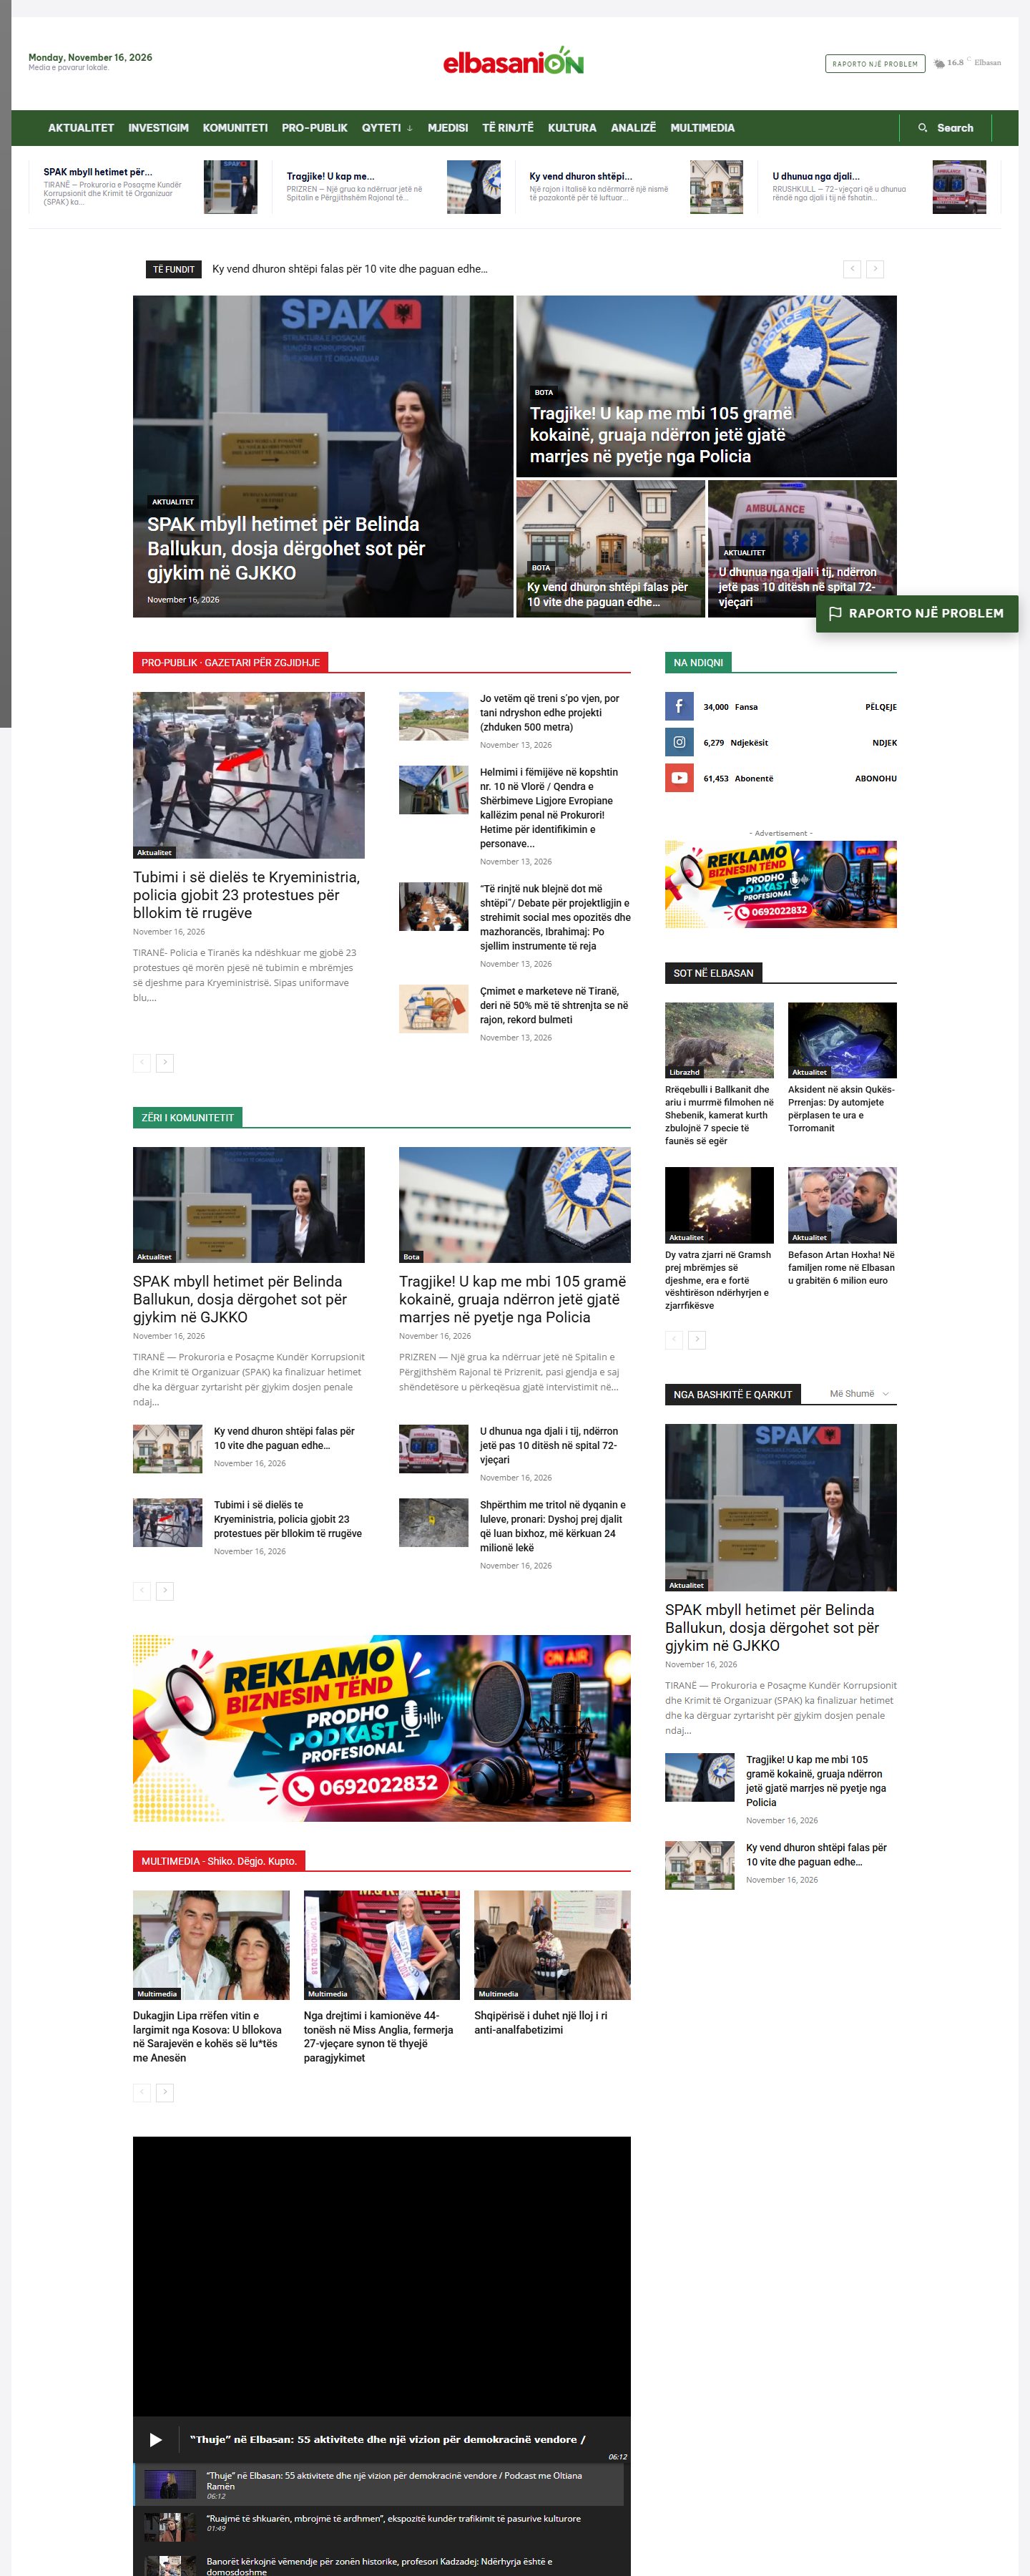 Monday, November 16, 2026
Media e pavarur lokale.
elbasaniON
RAPORTO NJË PROBLEM
16.8 C Elbasan
AKTUALITET INVESTIGIM KOMUNITETI PRO-PUBLIK QYTETI MJEDISI TË RINJTË KULTURA ANALIZË MULTIMEDIA
Search
SPAK mbyll hetimet për...
TIRANË — Prokuroria e Posaçme Kundër
Korrupsionit dhe Krimit të Organizuar
(SPAK) ka...
Tragjike! U kap me...
PRIZREN — Një grua ka ndërruar jetë në
Spitalin e Përgjithshëm Rajonal të...
Ky vend dhuron shtëpi...
Një rajon i Italisë ka ndërmarrë një nismë
të pazakontë për të luftuar...
U dhunua nga djali...
RRUSHKULL — 72-vjeçari që u dhunua
rëndë nga djali i tij në fshatin...
TË FUNDIT
Ky vend dhuron shtëpi falas për 10 vite dhe paguan edhe…
SPAK
STRUKTURA E POSAÇME
KUNDËR KORRUPSIONIT
DHE KRIMIT TË ORGANIZUAR
AKTUALITET
SPAK mbyll hetimet për Belinda
Ballukun, dosja dërgohet sot për
gjykim në GJKKO
November 16, 2026
BOTA
Tragjike! U kap me mbi 105 gramë
kokainë, gruaja ndërron jetë gjatë
marrjes në pyetje nga Policia
BOTA
Ky vend dhuron shtëpi falas për
10 vite dhe paguan edhe…
AMBULANCE
AKTUALITET
U dhunua nga djali i tij, ndërron
jetë pas 10 ditësh në spital 72-
vjeçari
RAPORTO NJË PROBLEM
PRO-PUBLIK · GAZETARI PËR ZGJIDHJE
Aktualitet
Tubimi i së dielës te Kryeministria,
policia gjobit 23 protestues për
bllokim të rrugëve
November 16, 2026
TIRANË- Policia e Tiranës ka ndëshkuar me gjobë 23
protestues që morën pjesë në tubimin e mbrëmjes
së djeshme para Kryeministrisë. Sipas uniformave
blu,...
Jo vetëm që treni s'po vjen, por
tani ndryshon edhe projekti
(zhduken 500 metra)
November 13, 2026
Helmimi i fëmijëve në kopshtin
nr. 10 në Vlorë / Qendra e
Shërbimeve Ligjore Evropiane
kallëzim penal në Prokurori!
Hetime për identifikimin e
personave...
November 13, 2026
"Të rinjtë nuk blejnë dot më
shtëpi"/ Debate për projektligjin e
strehimit social mes opozitës dhe
mazhorancës, Ibrahimaj: Po
sjellim instrumente të reja
November 13, 2026
Çmimet e marketeve në Tiranë,
deri në 50% më të shtrenjta se në
rajon, rekord bulmeti
November 13, 2026
NA NDIQNI
34,000 Fansa PËLQEJE
6,279 Ndjekësit NDJEK
61,453 Abonentë ABONOHU
- Advertisement -
REKLAMO
BIZNESIN TËND
PRODHO
PODKAST
PROFESIONAL
0692022832
ON AIR
SOT NË ELBASAN
Librazhd
Rrëqebulli i Ballkanit dhe
ariu i murrmë filmohen në
Shebenik, kamerat kurth
zbulojnë 7 specie të
faunës së egër
Aktualitet
Aksident në aksin Qukës-
Prrenjas: Dy automjete
përplasen te ura e
Torromanit
Aktualitet
Dy vatra zjarri në Gramsh
prej mbrëmjes së
djeshme, era e fortë
vështirëson ndërhyrjen e
zjarrfikësve
Aktualitet
Befason Artan Hoxha! Në
familjen rome në Elbasan
u grabitën 6 milion euro
ZËRI I KOMUNITETIT
Aktualitet
SPAK mbyll hetimet për Belinda
Ballukun, dosja dërgohet sot për
gjykim në GJKKO
November 16, 2026
TIRANË — Prokuroria e Posaçme Kundër Korrupsionit
dhe Krimit të Organizuar (SPAK) ka finalizuar hetimet
dhe ka dërguar zyrtarisht për gjykim dosjen penale
ndaj...
Bota
Tragjike! U kap me mbi 105 gramë
kokainë, gruaja ndërron jetë gjatë
marrjes në pyetje nga Policia
November 16, 2026
PRIZREN — Një grua ka ndërruar jetë në Spitalin e
Përgjithshëm Rajonal të Prizrenit, pasi gjendja e saj
shëndetësore u përkeqësua gjatë intervistimit në...
Ky vend dhuron shtëpi falas për
10 vite dhe paguan edhe…
November 16, 2026
U dhunua nga djali i tij, ndërron
jetë pas 10 ditësh në spital 72-
vjeçari
November 16, 2026
Tubimi i së dielës te
Kryeministria, policia gjobit 23
protestues për bllokim të rrugëve
November 16, 2026
Shpërthim me tritol në dyqanin e
luleve, pronari: Dyshoj prej djalit
që luan bixhoz, më kërkuan 24
milionë lekë
November 16, 2026
NGA BASHKITË E QARKUT
Më Shumë
SPAK
Aktualitet
SPAK mbyll hetimet për Belinda
Ballukun, dosja dërgohet sot për
gjykim në GJKKO
November 16, 2026
TIRANË — Prokuroria e Posaçme Kundër Korrupsionit
dhe Krimit të Organizuar (SPAK) ka finalizuar hetimet
dhe ka dërguar zyrtarisht për gjykim dosjen penale
ndaj...
Tragjike! U kap me mbi 105
gramë kokainë, gruaja ndërron
jetë gjatë marrjes në pyetje nga
Policia
November 16, 2026
Ky vend dhuron shtëpi falas për
10 vite dhe paguan edhe…
November 16, 2026
REKLAMO
BIZNESIN TËND
PRODHO
PODKAST
PROFESIONAL
0692022832
ON AIR
MULTIMEDIA - Shiko. Dëgjo. Kupto.
Multimedia
Dukagjin Lipa rrëfen vitin e
largimit nga Kosova: U bllokova
në Sarajevën e kohës së lu*tës
me Anesën
Multimedia
Nga drejtimi i kamionëve 44-
tonësh në Miss Anglia, fermerja
27-vjeçare synon të thyejë
paragjykimet
Multimedia
Shqipërisë i duhet një lloj i ri
anti-analfabetizimi
"Thuje" në Elbasan: 55 aktivitete dhe një vizion për demokracinë vendore /
06:12
"Thuje" në Elbasan: 55 aktivitete dhe një vizion për demokracinë vendore / Podcast me Oltiana
Ramën
06:12
"Ruajmë të shkuarën, mbrojmë të ardhmen", ekspozitë kundër trafikimit të pasurive kulturore
01:49
Banorët kërkojnë vëmendje për zonën historike, profesori Kadzadej: Ndërhyrja është e
domosdoshme